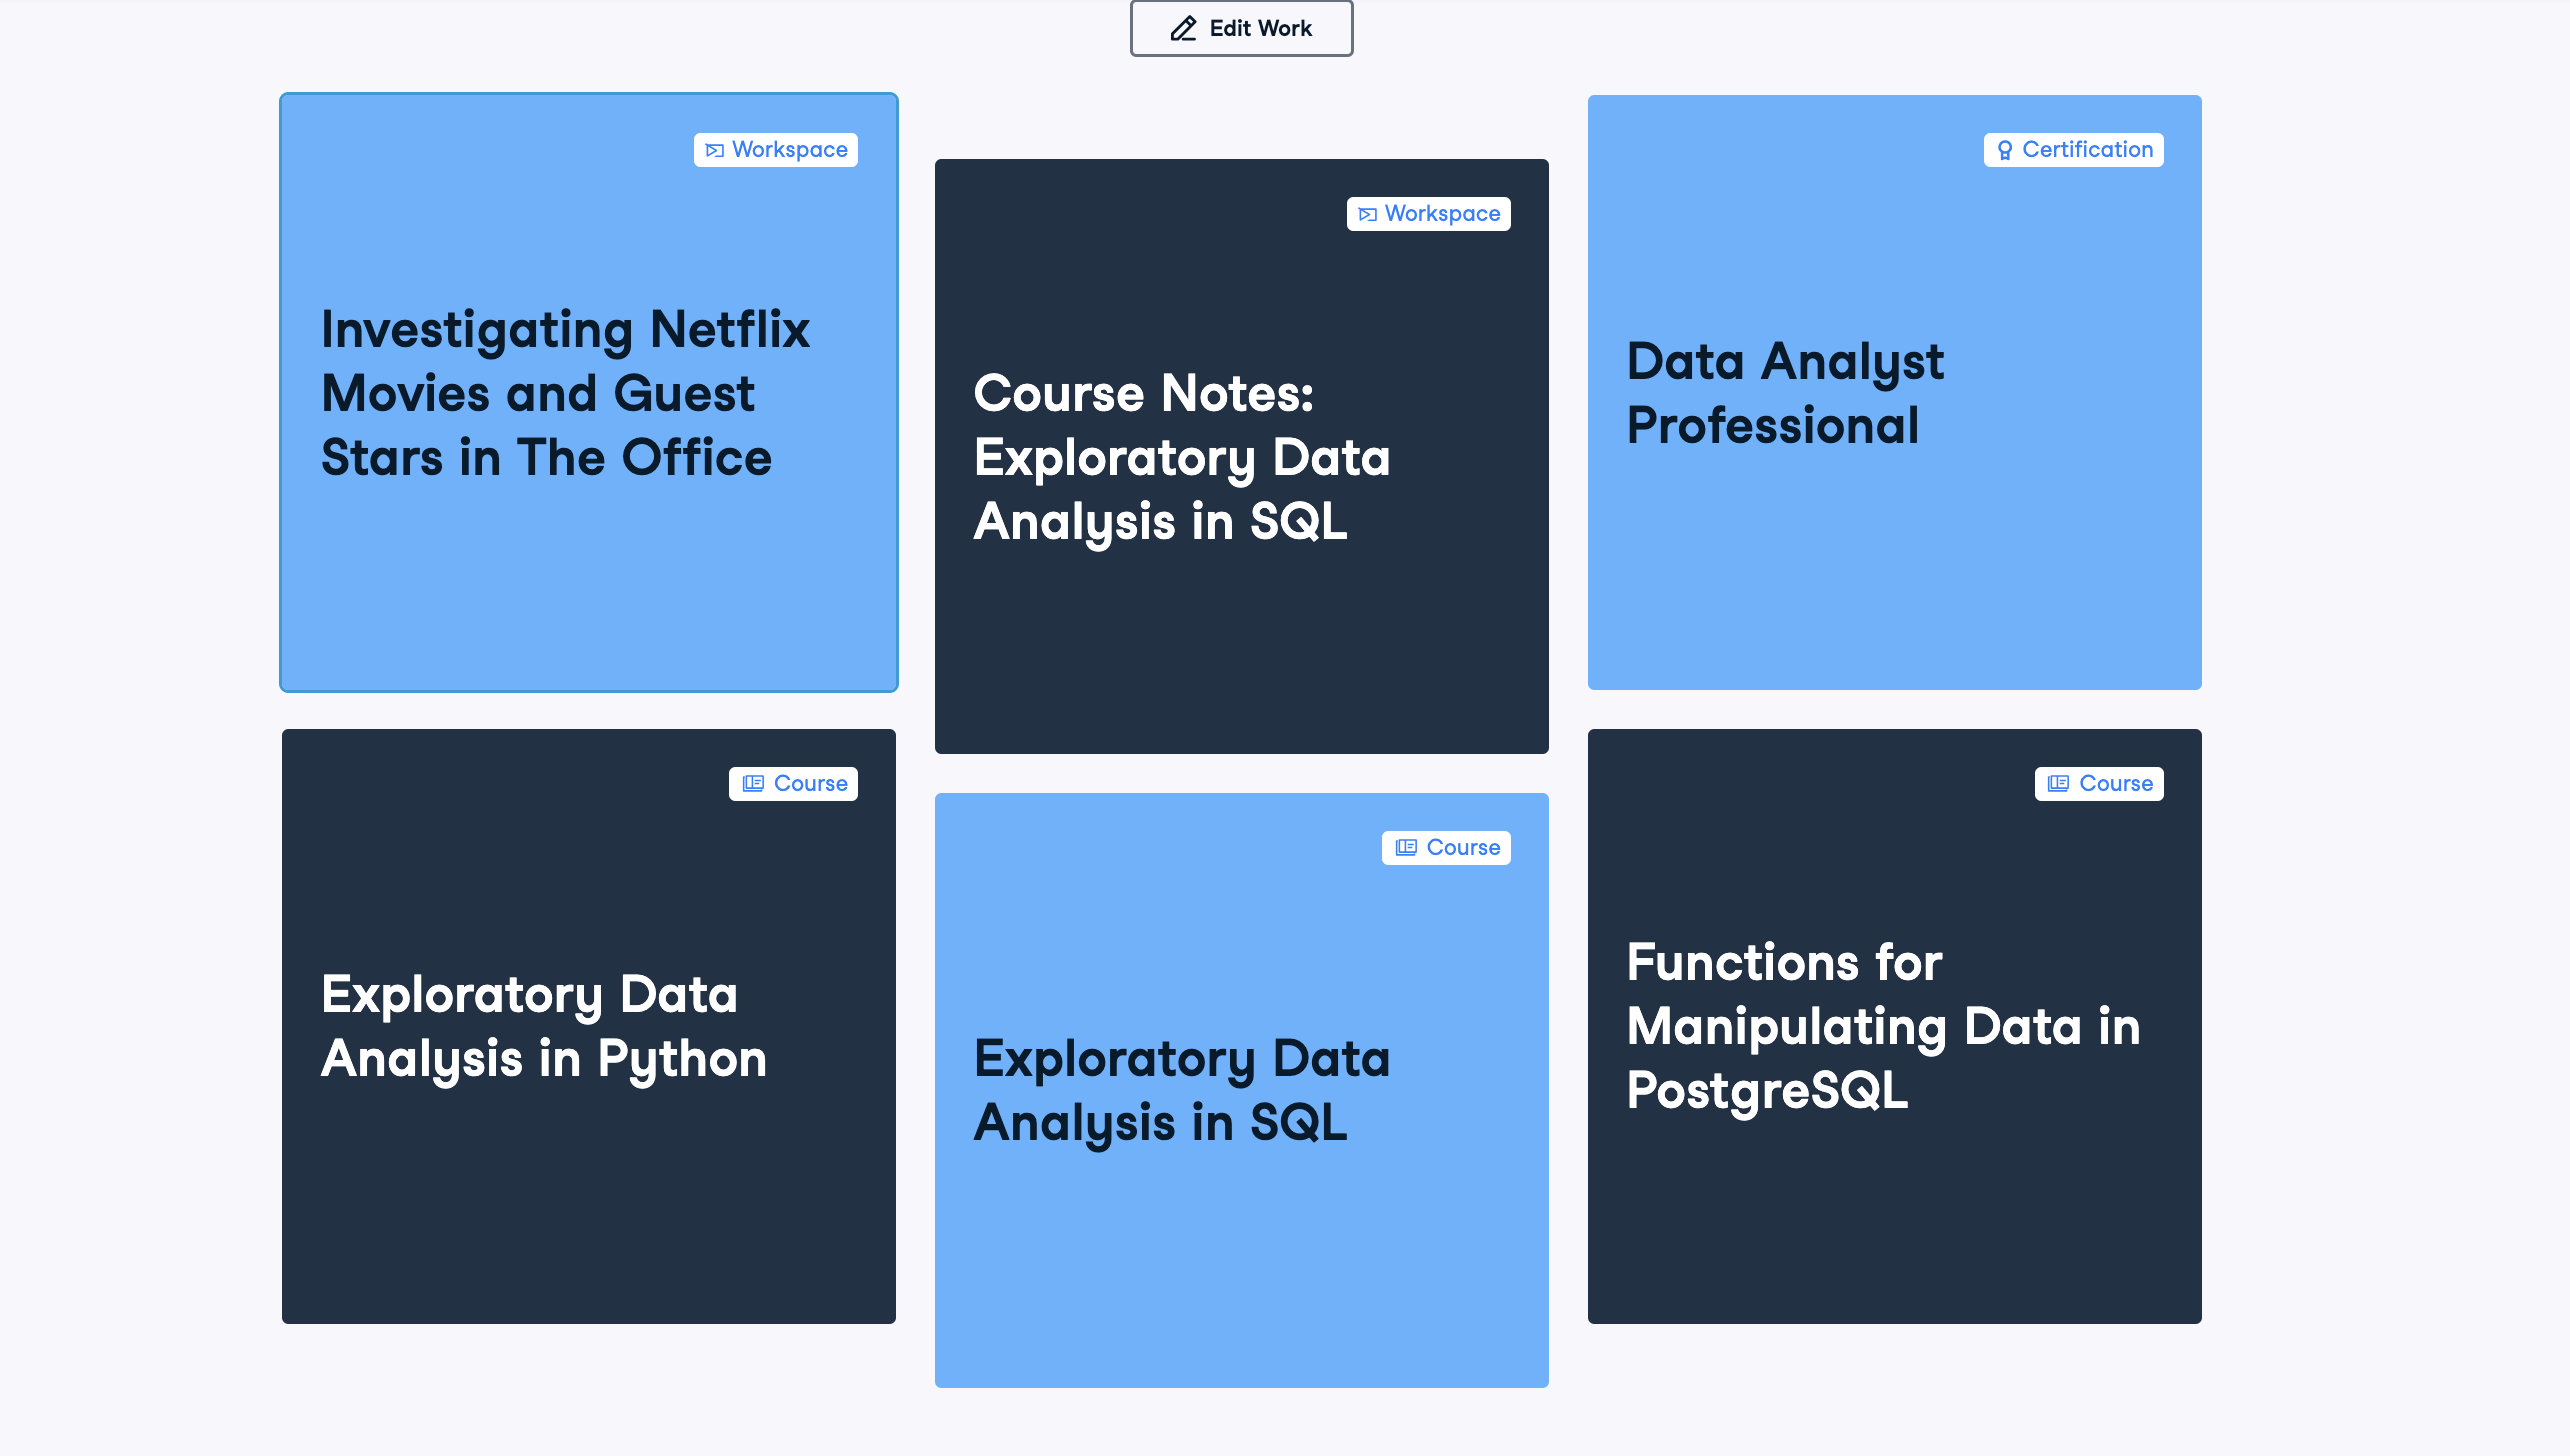 Edit Work
Workspace
Investigating Netflix
Movies and Guest
Stars in The Office
Workspace
Course Notes:
Exploratory Data
Analysis in SQL
Certification
Data Analyst
Professional
Course
Exploratory Data
Analysis in Python
Course
Exploratory Data
Analysis in SQL
Course
Functions for
Manipulating Data in
PostgreSQL